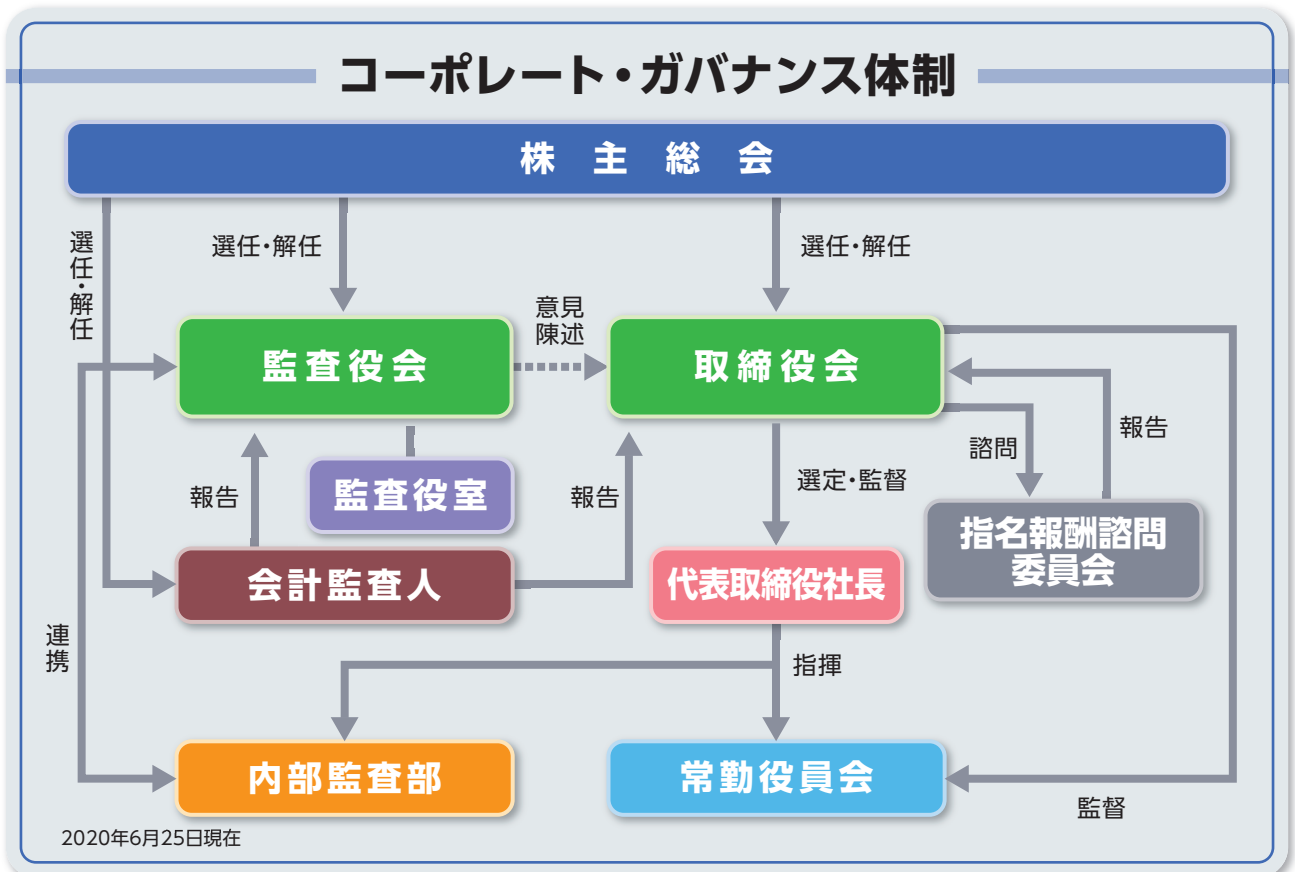 コーポレート・ガバナンス体制
株主総会
選任・解任
選任・解任
選任・解任
意見
陳述
監査役会
取締役会
報告
諮問
選定・監督
監査役室
報告
報告
指名報酬諮問
委員会
会計監査人
代表取締役社長
連携
指揮
内部監査部
常勤役員会
監督
2020年6月25日現在